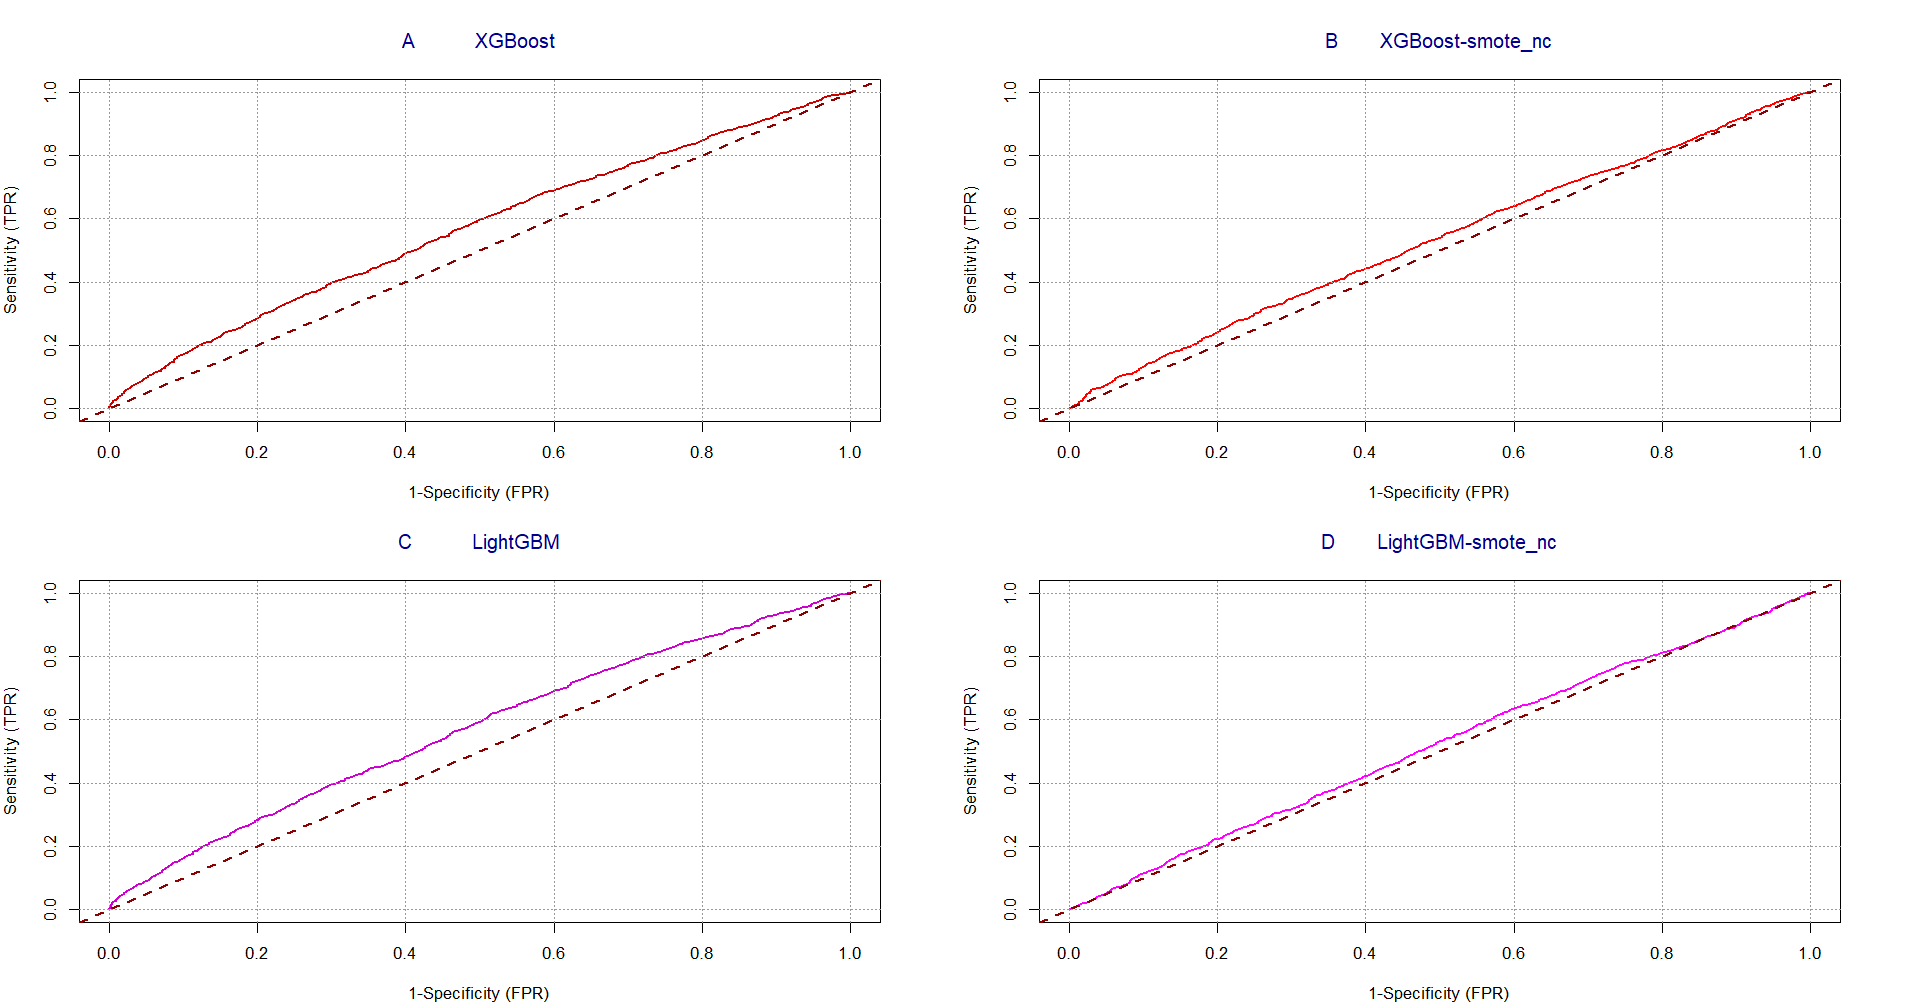 A XGBoost
1.0
0.8
0.6
0.4
0.2
0.0
Sensitivity (TPR)
0.0 0.2 0.4 0.6 0.8 1.0
1-Specificity (FPR)
B XGBoost-smote_nc
1.0
0.8
0.6
0.4
0.2
0.0
Sensitivity (TPR)
0.0 0.2 0.4 0.6 0.8 1.0
1-Specificity (FPR)
C LightGBM
1.0
0.8
0.6
0.4
0.2
0.0
Sensitivity (TPR)
0.0 0.2 0.4 0.6 0.8 1.0
1-Specificity (FPR)
D LightGBM-smote_nc
1.0
0.8
0.6
0.4
0.2
0.0
Sensitivity (TPR)
0.0 0.2 0.4 0.6 0.8 1.0
1-Specificity (FPR)